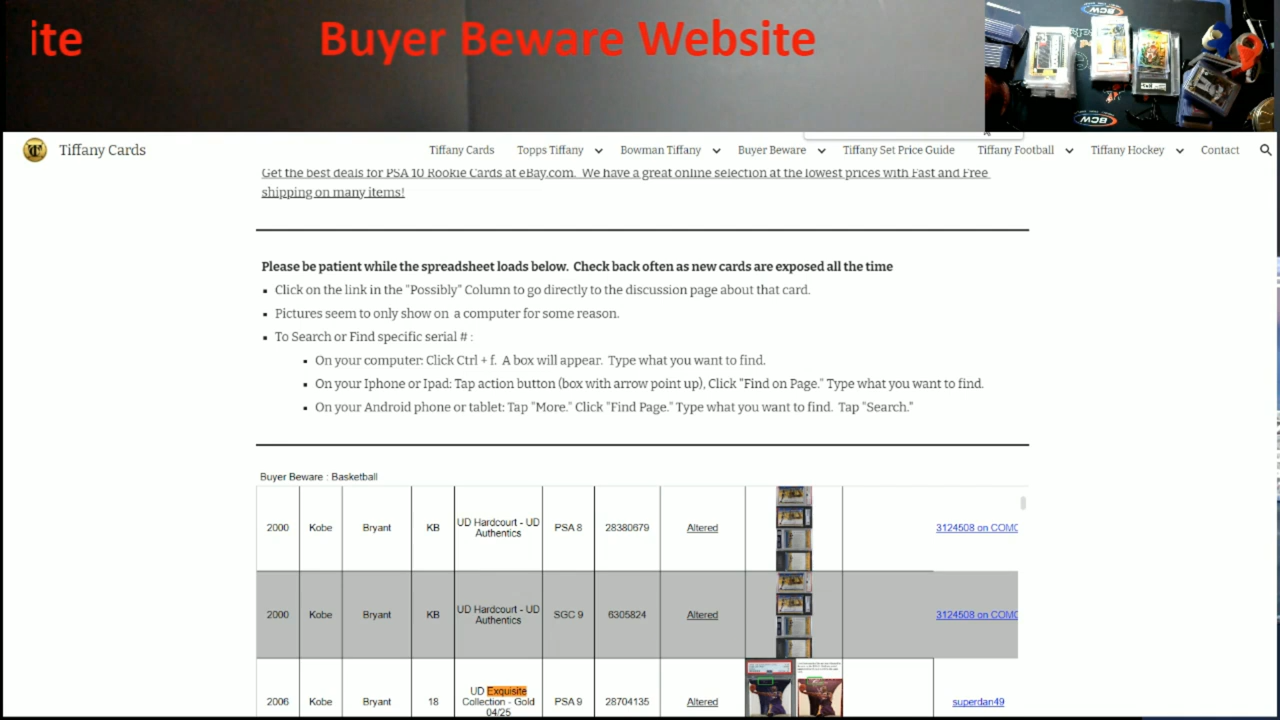 ite Buyer Beware Website
BCW
BCW
Tiffany Cards Tiffany Cards Topps Tiffany Bowman Tiffany Buyer Beware Tiffany Set Price Guide Tiffany Football Tiffany Hockey Contact
Get the best deals for PSA 10 Rookie Cards at eBay.com. We have a great online selection at the lowest prices with Fast and Free
shipping on many items!
Please be patient while the spreadsheet loads below. Check back often as new cards are exposed all the time
▪ Click on the link in the "Possibly" Column to go directly to the discussion page about that card.
▪ Pictures seem to only show on a computer for some reason.
▪ To Search or Find specific serial # :
▪ On your computer: Click Ctrl + f. A box will appear. Type what you want to find.
▪ On your Iphone or Ipad: Tap action button (box with arrow point up), Click "Find on Page." Type what you want to find.
▪ On your Android phone or tablet: Tap "More." Click "Find Page." Type what you want to find. Tap "Search."
Buyer Beware : Basketball
2000 Kobe Bryant KB UD Hardcourt - UD Authentics PSA 8 28380679 Altered 3124508 on COMC
2000 Kobe Bryant KB UD Hardcourt - UD Authentics SGC 9 6305824 Altered 3124508 on COMC
2006 Kobe Bryant 18 UD Exquisite Collection - Gold 04/25 PSA 9 28704135 Altered superdan49